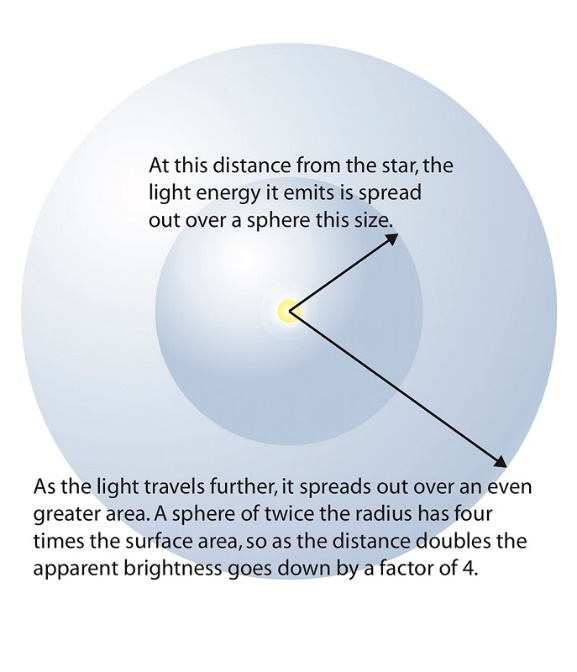 At this distance from the star, the
light energy it emits is spread
out over a sphere this size.
As the light travels further, it spreads out over an even
greater area. A sphere of twice the radius has four
times the surface area, so as the distance doubles the
apparent brightness goes down by a factor of 4.